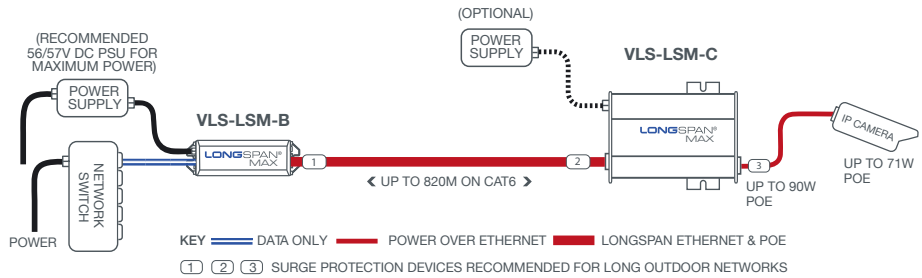 (OPTIONAL)
POWER
SUPPLY
VLS-LSM-C
(RECOMMENDED
56/57V DC PSU FOR
MAXIMUM POWER)
POWER
SUPPLY
VLS-LSM-B
LONGSPAN®
MAX
LONGSPAN®
MAX
IP CAMERA
UP TO 71W
POE
1
2
3
UP TO 820M ON CAT6
UP TO 90W
POE
NETWORK
SWITCH
POWER
KEY DATA ONLY POWER OVER ETHERNET LONGSPAN ETHERNET & POE
1 2 3 SURGE PROTECTION DEVICES RECOMMENDED FOR LONG OUTDOOR NETWORKS